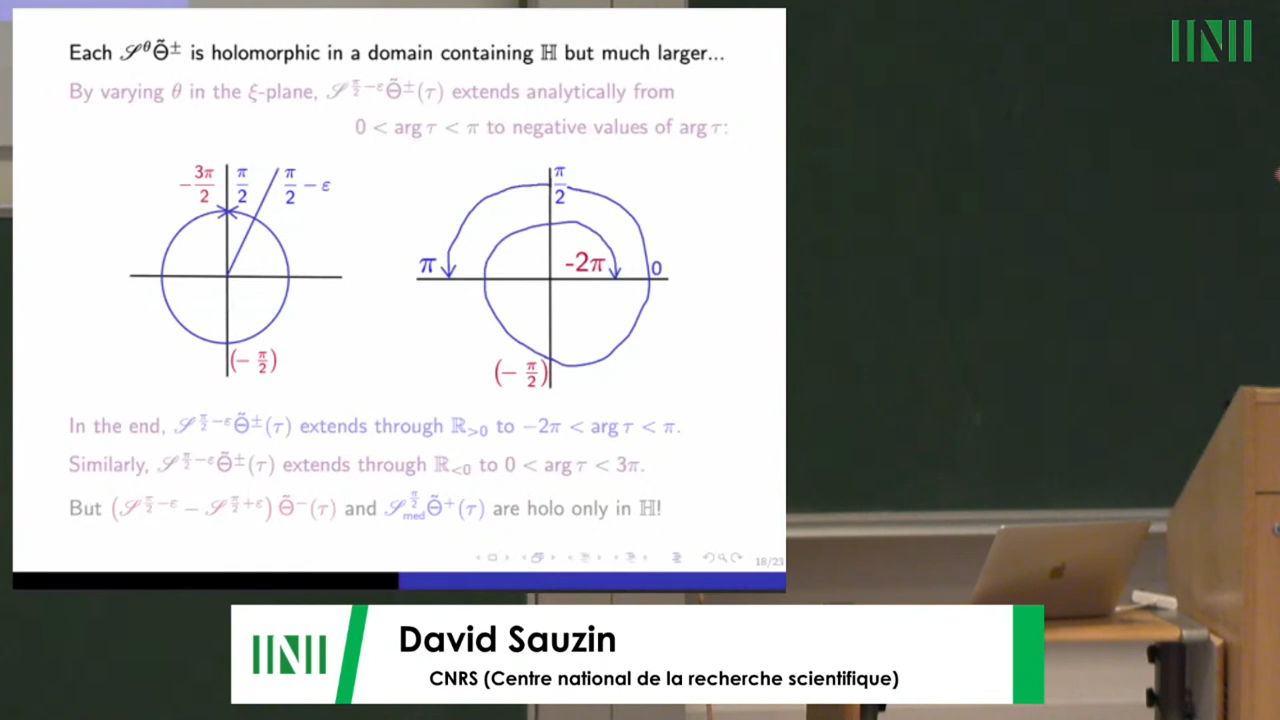 Each 𝒮^θ Θ̃^± is holomorphic in a domain containing ℍ but much larger...
By varying θ in the ξ-plane, 𝒮^{π/2−ε} Θ̃^±(τ) extends analytically from
0 < arg τ < π to negative values of arg τ:
−3π/2
π/2
π/2 − ε
(− π/2)
π/2
π
-2π
0
(− π/2)
In the end, 𝒮^{π/2−ε} Θ̃^±(τ) extends through ℝ_{>0} to −2π < arg τ < π.
Similarly, 𝒮^{π/2−ε} Θ̃^±(τ) extends through ℝ_{<0} to 0 < arg τ < 3π.
But (𝒮^{π/2−ε} − 𝒮^{π/2+ε}) Θ̃^−(τ) and 𝒮^{π/2}_{med} Θ̃^+(τ) are holo only in ℍ!
18/23
David Sauzin
CNRS (Centre national de la recherche scientifique)